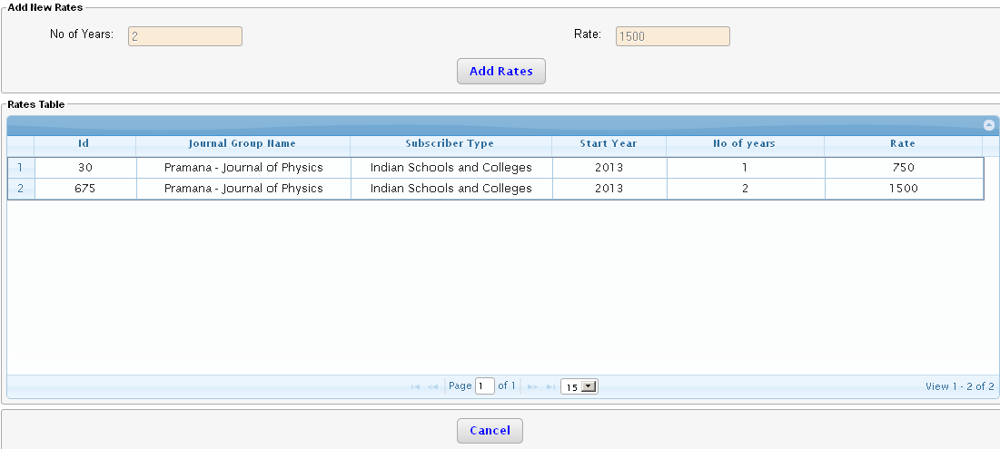 Add New Rates
No of Years: 2 Rate: 1500
Add Rates
Rates Table
Id Journal Group Name Subscriber Type Start Year No of years Rate
1 30 Pramana - Journal of Physics Indian Schools and Colleges 2013 1 750
2 675 Pramana - Journal of Physics Indian Schools and Colleges 2013 2 1500
Page 1 of 1 15 View 1 - 2 of 2
Cancel